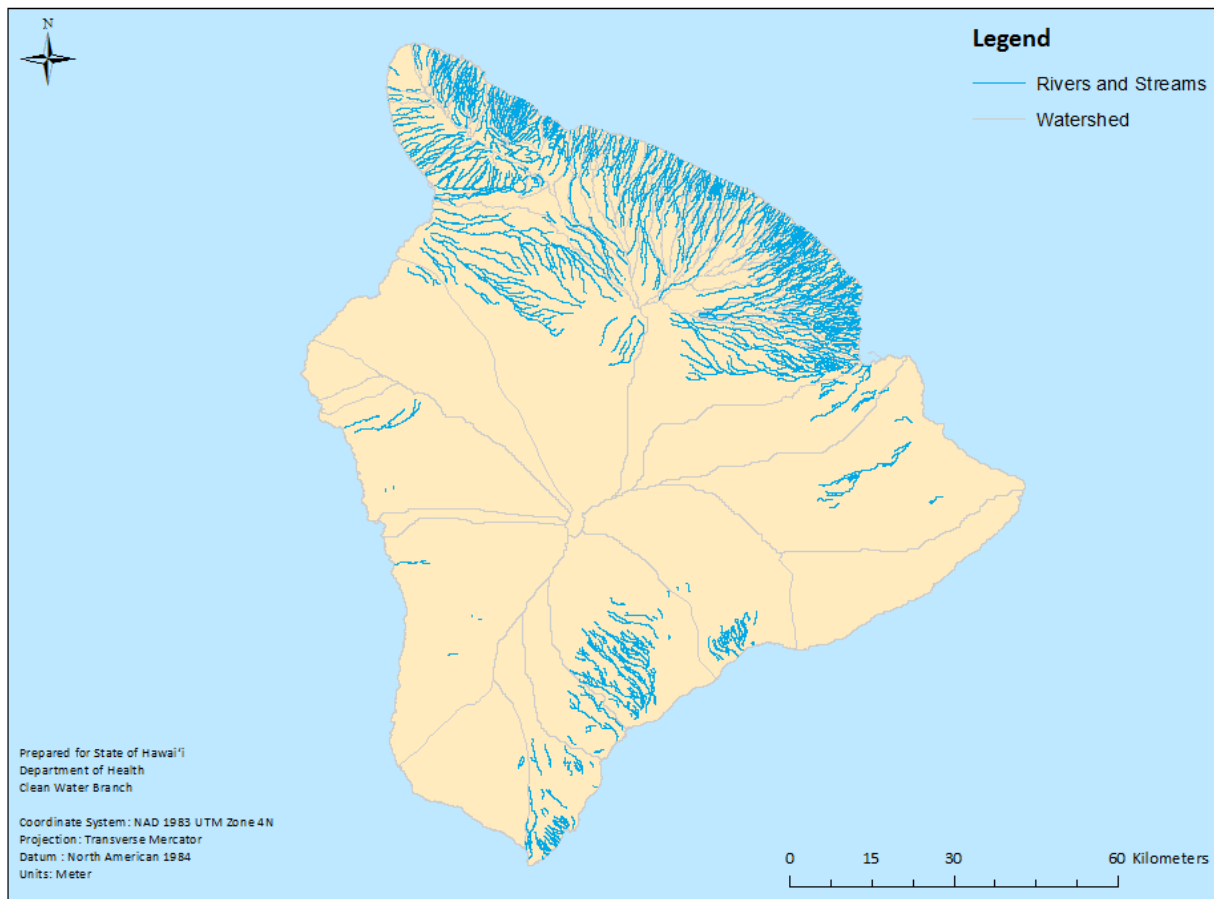 N
Legend
Rivers and Streams
Watershed
Prepared for State of Hawai'i
Department of Health
Clean Water Branch
Coordinate System: NAD 1983 UTM Zone 4N
Projection: Transverse Mercator
Datum : North American 1984
Units: Meter
0 15 30 60 Kilometers